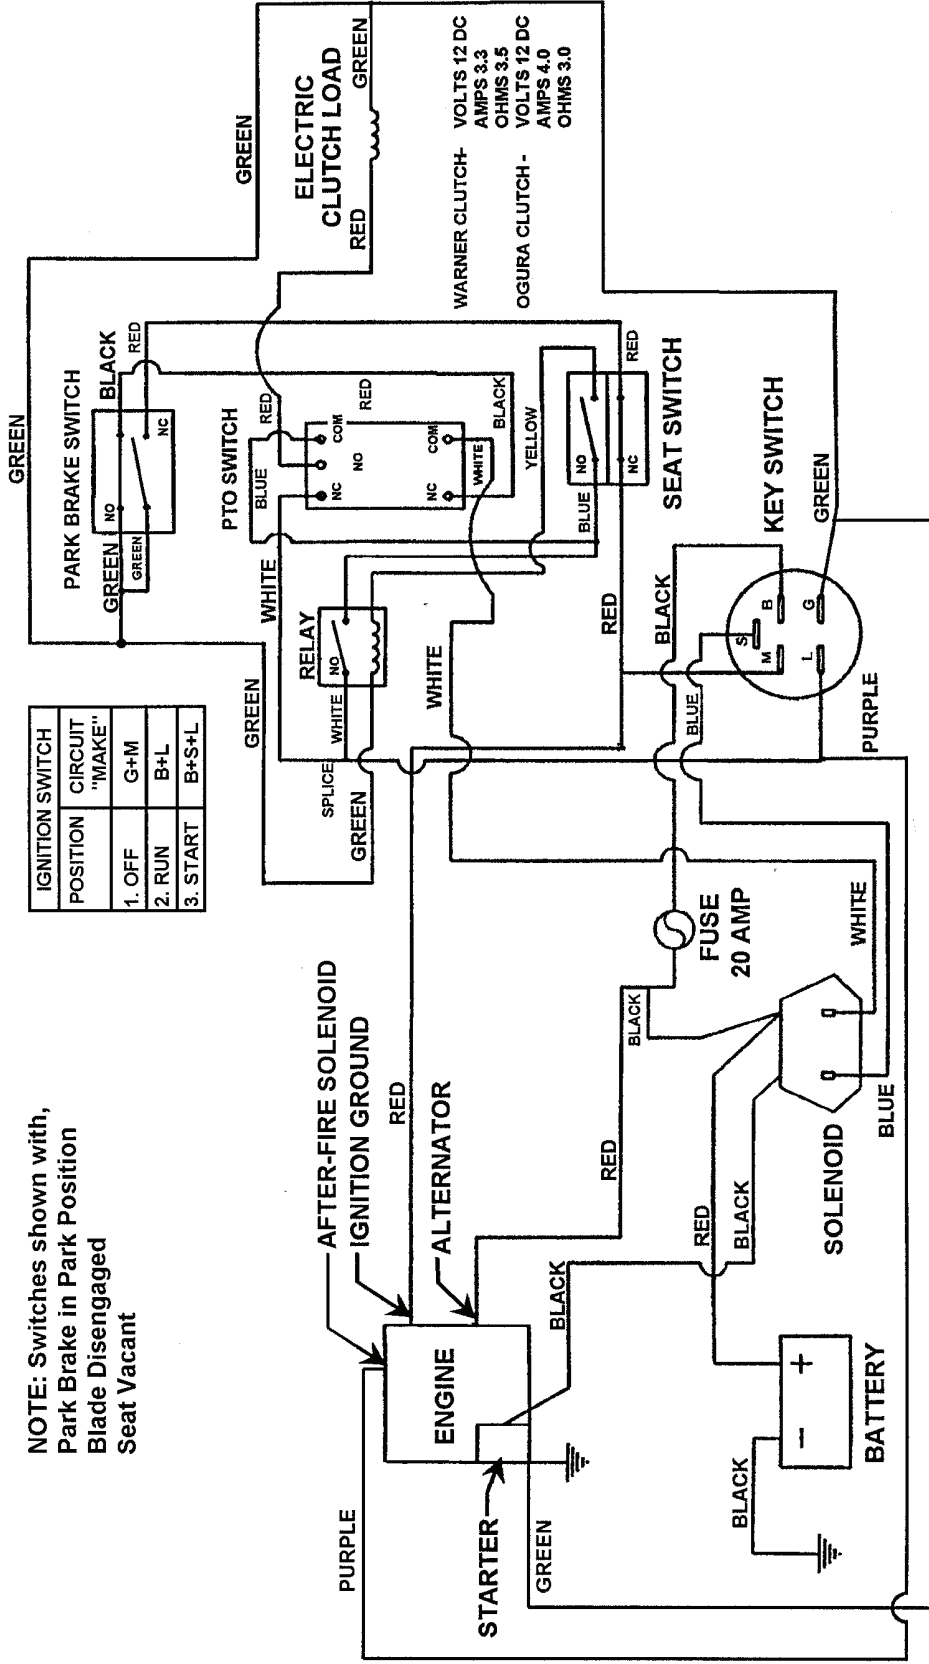 NOTE: Switches shown with,
Park Brake in Park Position
Blade Disengaged
Seat Vacant
IGNITION SWITCH
POSITION CIRCUIT "MAKE"
1. OFF G+M
2. RUN B+L
3. START B+S+L
GREEN
GREEN
PARK BRAKE SWITCH
BLACK
RED
NO
NC
GREEN
GREEN
ELECTRIC
CLUTCH LOAD
RED
GREEN
PTO SWITCH
RED
BLUE
RED
COM
NO
NC
COM
NC
WHITE
BLACK
WARNER CLUTCH- VOLTS 12 DC
AMPS 3.3
OHMS 3.5
OGURA CLUTCH - VOLTS 12 DC
AMPS 4.0
OHMS 3.0
GREEN
WHITE
RELAY
NO
WHITE
SPLICE
GREEN
WHITE
YELLOW
BLUE
NO
NC
RED
SEAT SWITCH
RED
BLACK
BLUE
KEY SWITCH
S
B
M
G
L
GREEN
PURPLE
AFTER-FIRE SOLENOID
IGNITION GROUND
RED
ALTERNATOR
ENGINE
STARTER
PURPLE
GREEN
RED
BLACK
FUSE
20 AMP
BLACK
WHITE
RED
BLACK
SOLENOID
BLUE
BLACK
+
–
BATTERY